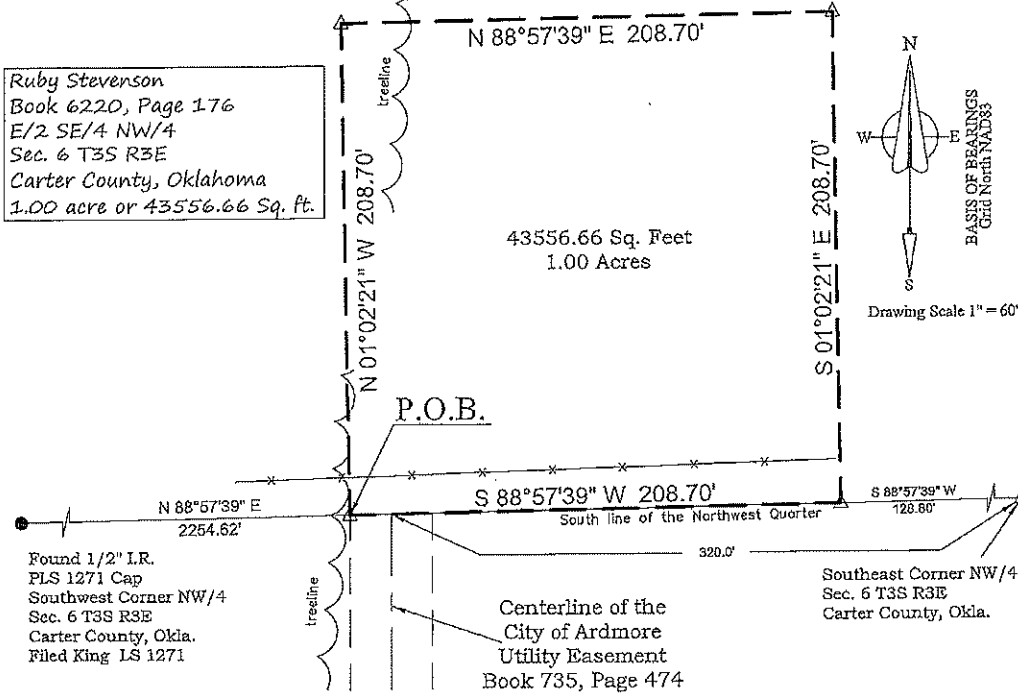 N 88°57'39" E 208.70'
treeline
Ruby Stevenson
Book 6220, Page 176
E/2 SE/4 NW/4
Sec. 6 T3S R3E
Carter County, Oklahoma
1.00 acre or 43556.66 Sq. ft.
N 01°02'21" W 208.70'
43556.66 Sq. Feet
1.00 Acres
S 01°02'21" E 208.70'
N
W
E
S
BASIS OF BEARINGS
Grid North NAD83
Drawing Scale 1" = 60'
P.O.B.
N 88°57'39" E
2254.62'
S 88°57'39" W 208.70'
South line of the Northwest Quarter
S 88°57'39" W
128.80'
320.0'
Found 1/2" I.R.
PLS 1271 Cap
Southwest Corner NW/4
Sec. 6 T3S R3E
Carter County, Okla.
Filed King LS 1271
treeline
Centerline of the
City of Ardmore
Utility Easement
Book 735, Page 474
Southeast Corner NW/4
Sec. 6 T3S R3E
Carter County, Okla.